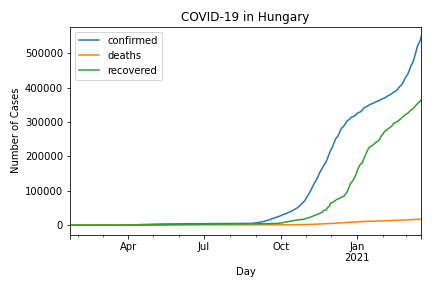 COVID-19 in Hungary
confirmed
deaths
recovered
Number of Cases
500000
400000
300000
200000
100000
0
Apr
Jul
Oct
Jan
2021
Day